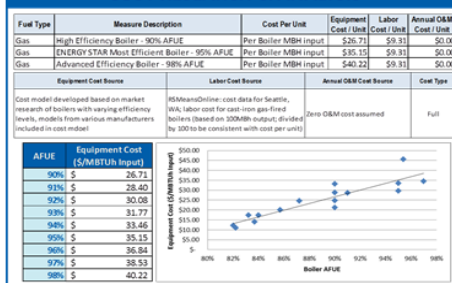 Fuel Type Measure Description Cost Per Unit Equipment Cost / Unit Labor Cost / Unit Annual O&M Cost / Unit
Gas High Efficiency Boiler - 90% AFUE Per Boiler MBH input $26.71 $9.31 $0.0
Gas ENERGY STAR Most Efficient Boiler - 95% AFUE Per Boiler MBH input $35.15 $9.31 $0.0
Gas Advanced Efficiency Boiler - 98% AFUE Per Boiler MBH input $40.22 $9.31 $0.0
Equipment Cost Source Labor Cost Source Annual O&M Cost Source Cost Type
Cost model developed based on market
research of boilers with varying efficiency
levels, models from various manufacturers
included in cost mdoel
RSMeansOnline: cost data for Seattle,
WA; labor cost for cast-iron gas-fired
boilers (based on 100MBh output; divided
by 100 to be consistent with cost per unit)
Zero O&M cost assumed
Full
AFUE Equipment Cost ($/MBTUh Input)
90% $ 26.71
91% $ 28.40
92% $ 30.08
93% $ 31.77
94% $ 33.46
95% $ 35.15
96% $ 36.84
97% $ 38.53
98% $ 40.22
Equipment Cost ($/MBTUh Input)
$50.00
$45.00
$40.00
$35.00
$30.00
$25.00
$20.00
$15.00
$10.00
$5.00
$-
80% 82% 84% 86% 88% 90% 92% 94% 96% 98%
Boiler AFUE